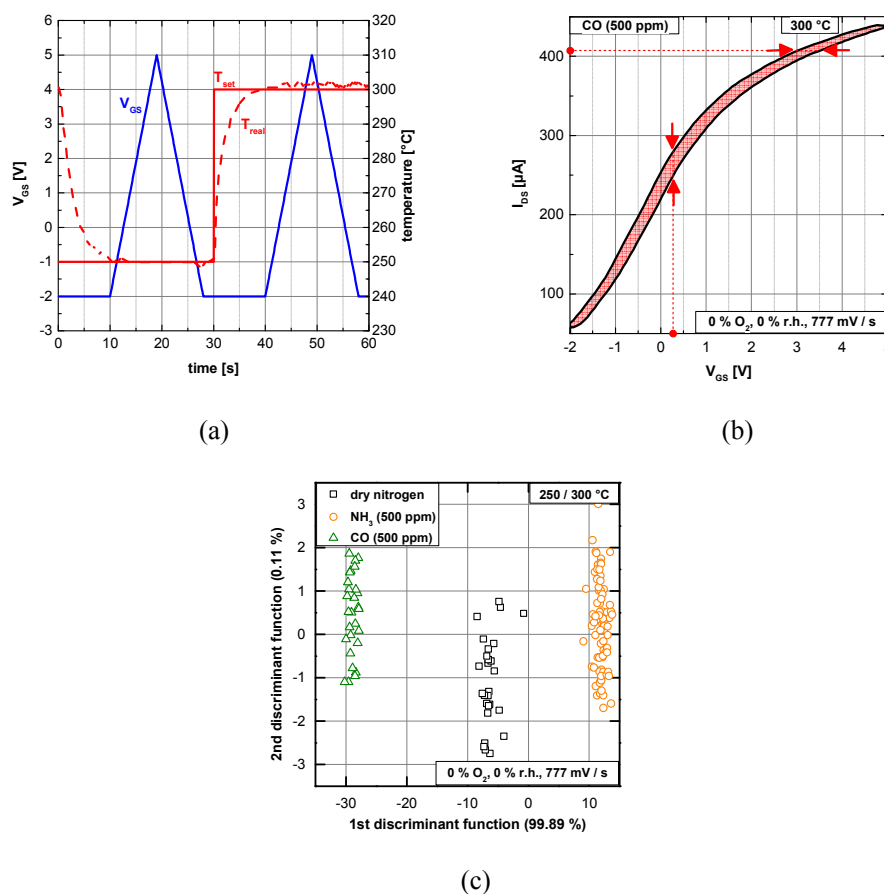 6
5
4
3
2
1
0
-1
-2
-3
V_GS [V]
320
310
300
290
280
270
260
250
240
230
temperature [°C]
T_set
V_GS
T_real
0 10 20 30 40 50 60
time [s]
(a)
CO (500 ppm)
300 °C
400
300
200
100
I_DS [µA]
0 % O₂, 0 % r.h., 777 mV / s
-2 -1 0 1 2 3 4 5
V_GS [V]
(b)
dry nitrogen
NH₃ (500 ppm)
CO (500 ppm)
250 / 300 °C
3
2
1
0
-1
-2
-3
2nd discriminant function (0.11 %)
0 % O₂, 0 % r.h., 777 mV / s
-30 -20 -10 0 10
1st discriminant function (99.89 %)
(c)